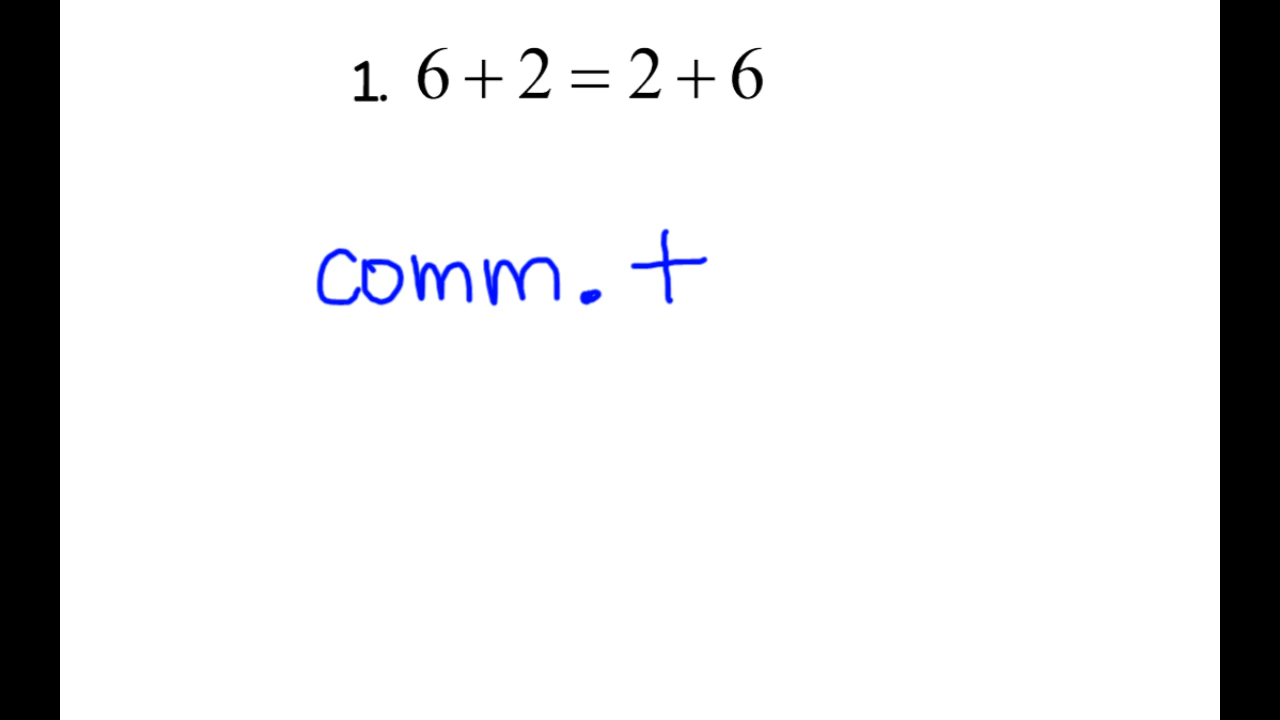 1. 6 + 2 = 2 + 6
comm. +